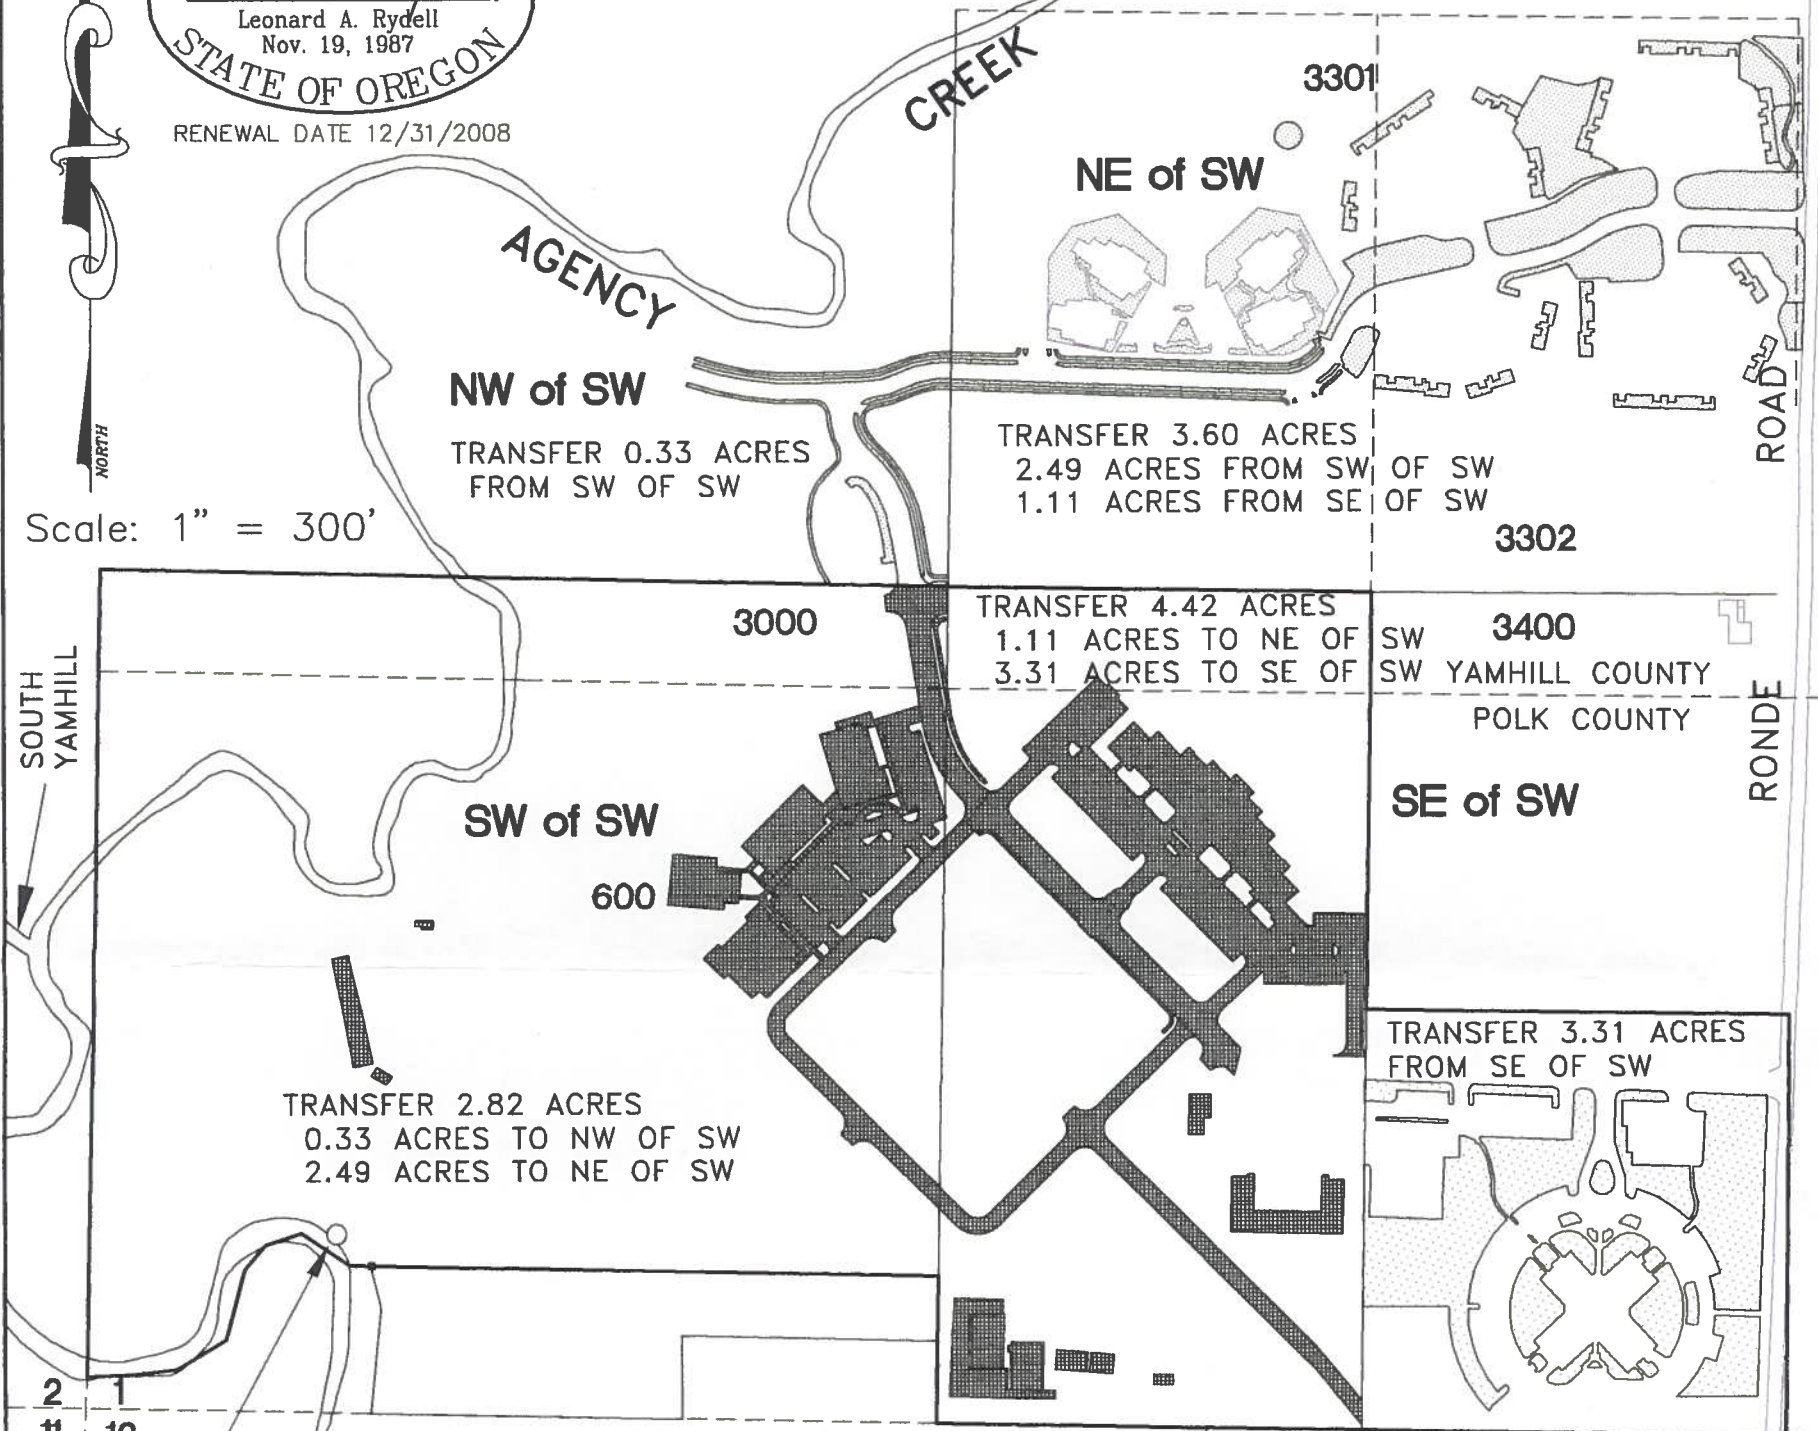 Leonard A. Rydell
Nov. 19, 1987
STATE OF OREGON
RENEWAL DATE 12/31/2008
NORTH
Scale: 1" = 300'
AGENCY
CREEK
3301
NE of SW
NW of SW
TRANSFER 0.33 ACRES
FROM SW OF SW
TRANSFER 3.60 ACRES
2.49 ACRES FROM SW OF SW
1.11 ACRES FROM SE OF SW
ROAD
3302
3000
TRANSFER 4.42 ACRES
1.11 ACRES TO NE OF SW
3.31 ACRES TO SE OF SW
3400
YAMHILL COUNTY
POLK COUNTY
RONDE
SOUTH
YAMHILL
SW of SW
SE of SW
600
TRANSFER 3.31 ACRES
FROM SE OF SW
TRANSFER 2.82 ACRES
0.33 ACRES TO NW OF SW
2.49 ACRES TO NE OF SW
2 1
11